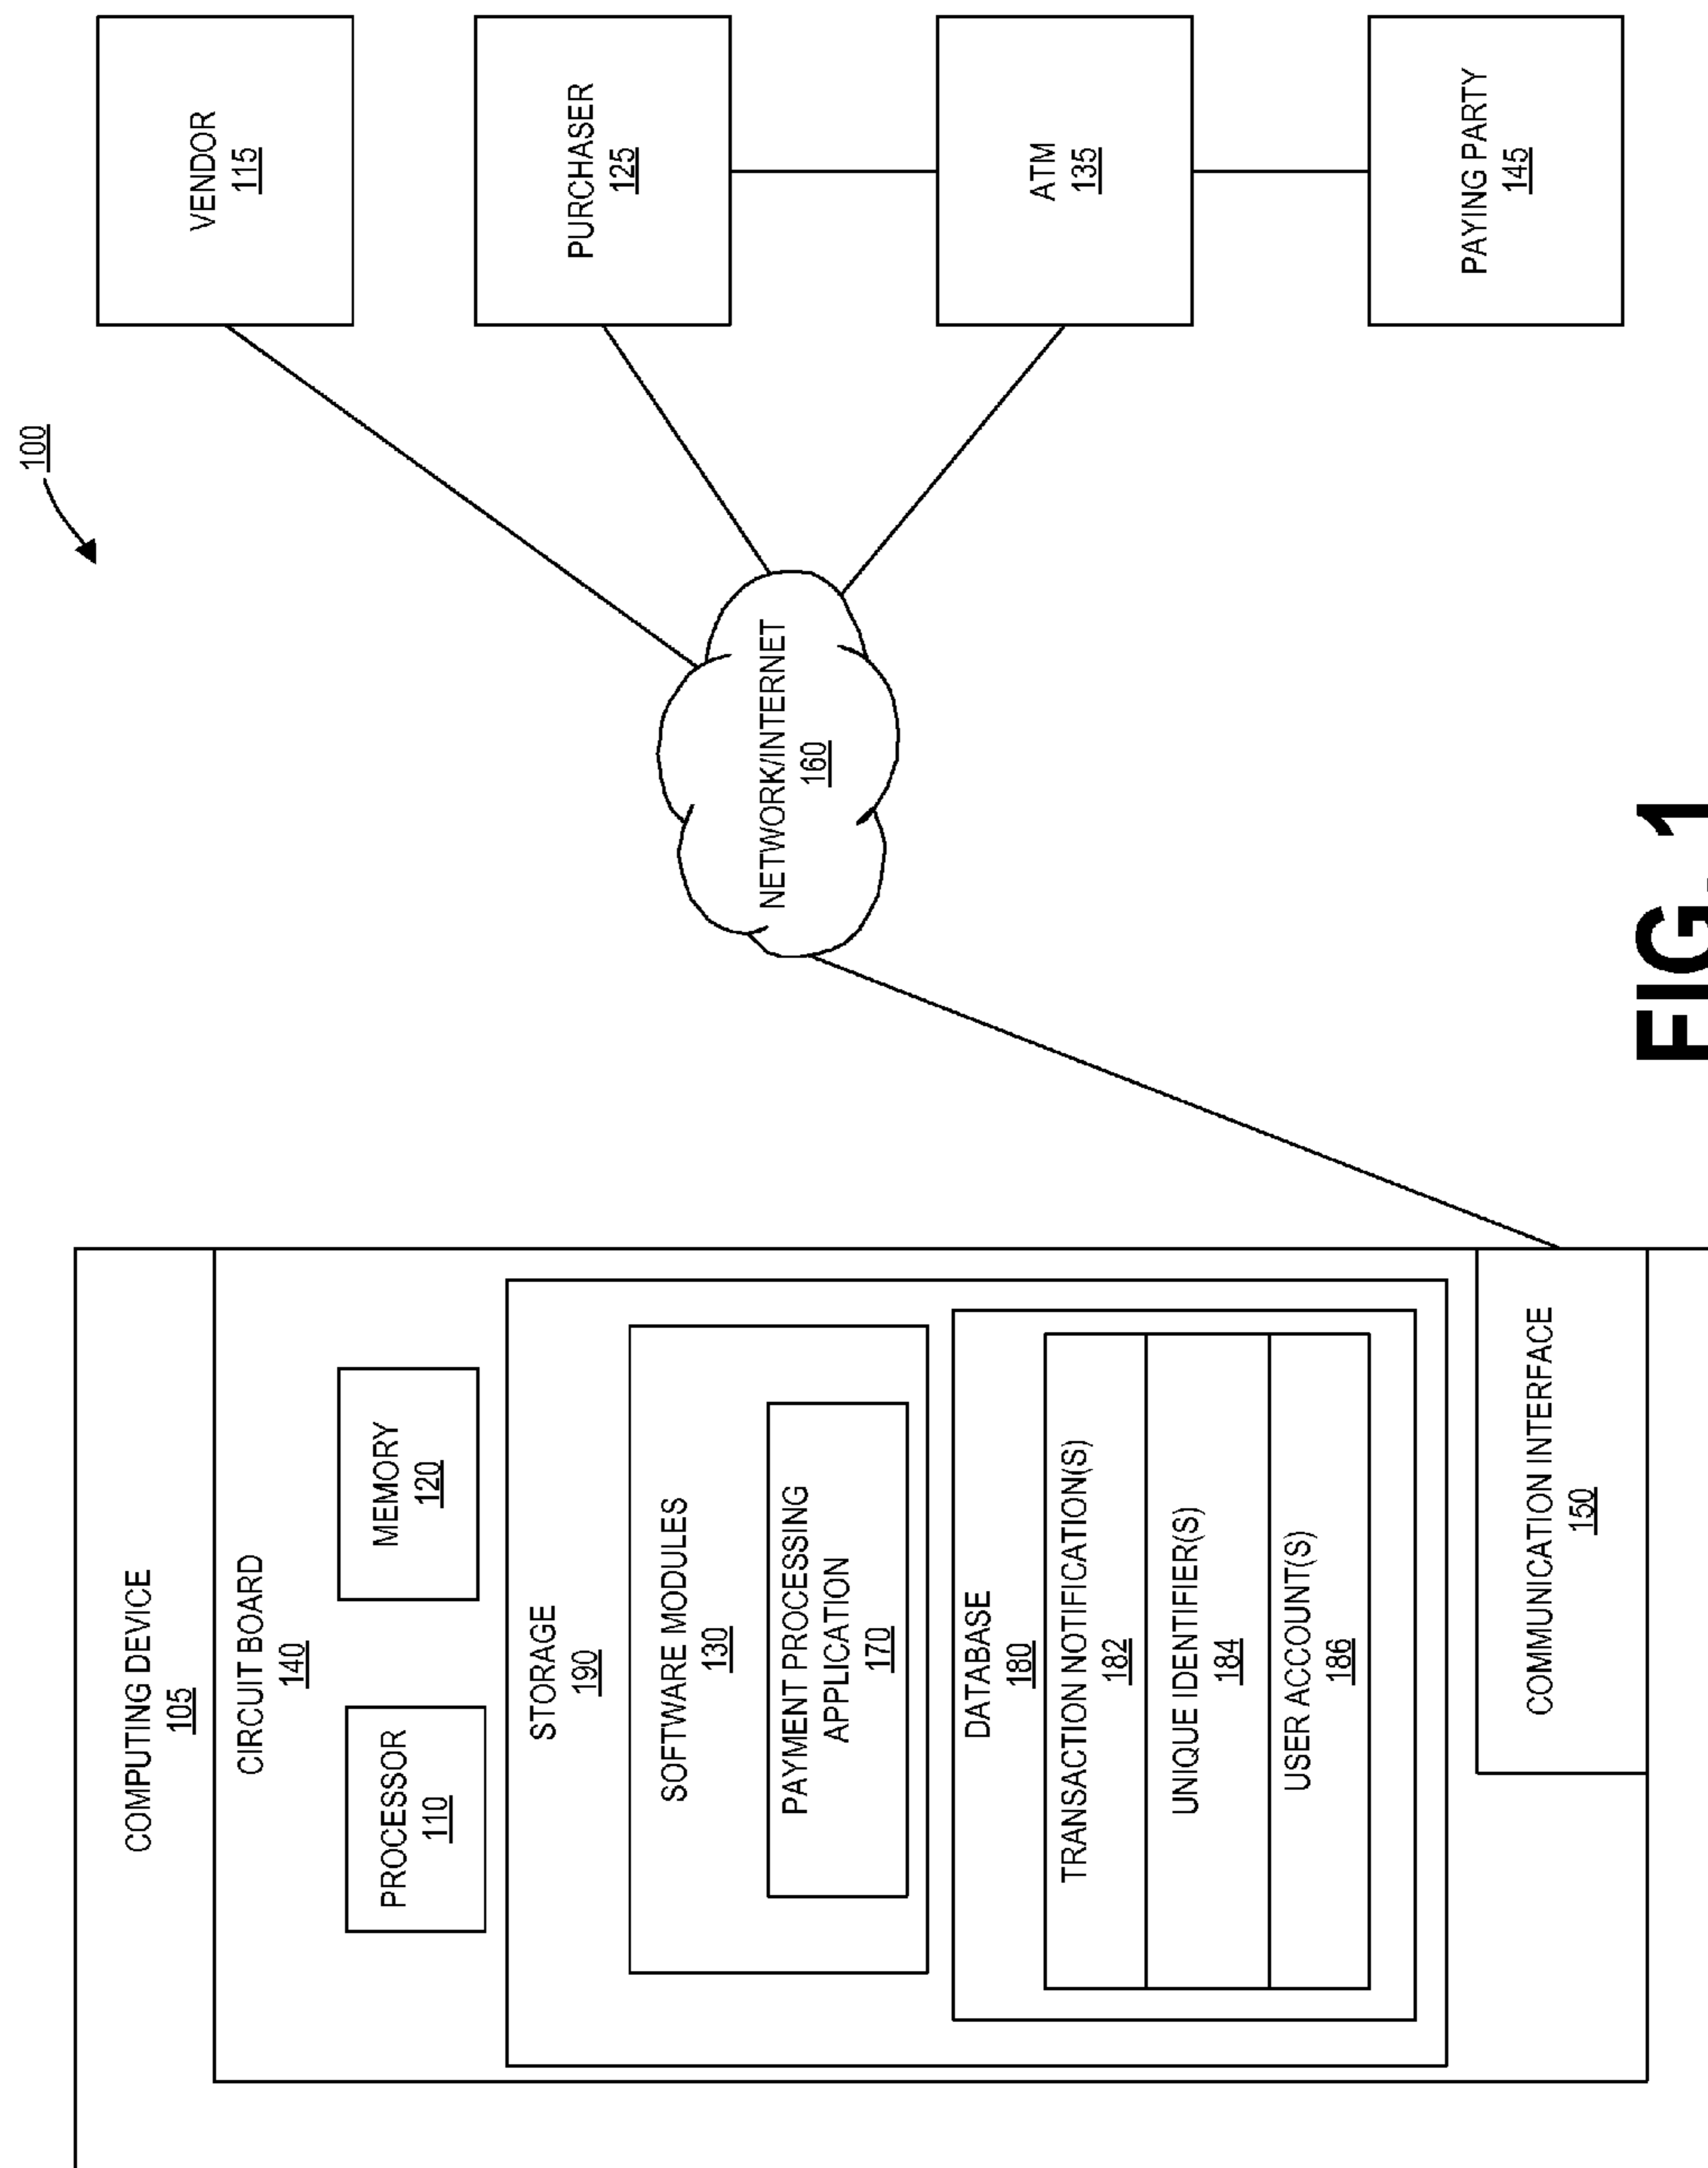 100
COMPUTING DEVICE
105
CIRCUIT BOARD
140
PROCESSOR
110
MEMORY
120
STORAGE
190
SOFTWARE MODULES
130
PAYMENT PROCESSING
APPLICATION
170
DATABASE
180
TRANSACTION NOTIFICATION(S)
182
UNIQUE IDENTIFIER(S)
184
USER ACCOUNT(S)
186
COMMUNICATION INTERFACE
150
NETWORK/INTERNET
160
VENDOR
115
PURCHASER
125
ATM
135
PAYING PARTY
145
FIG. 1